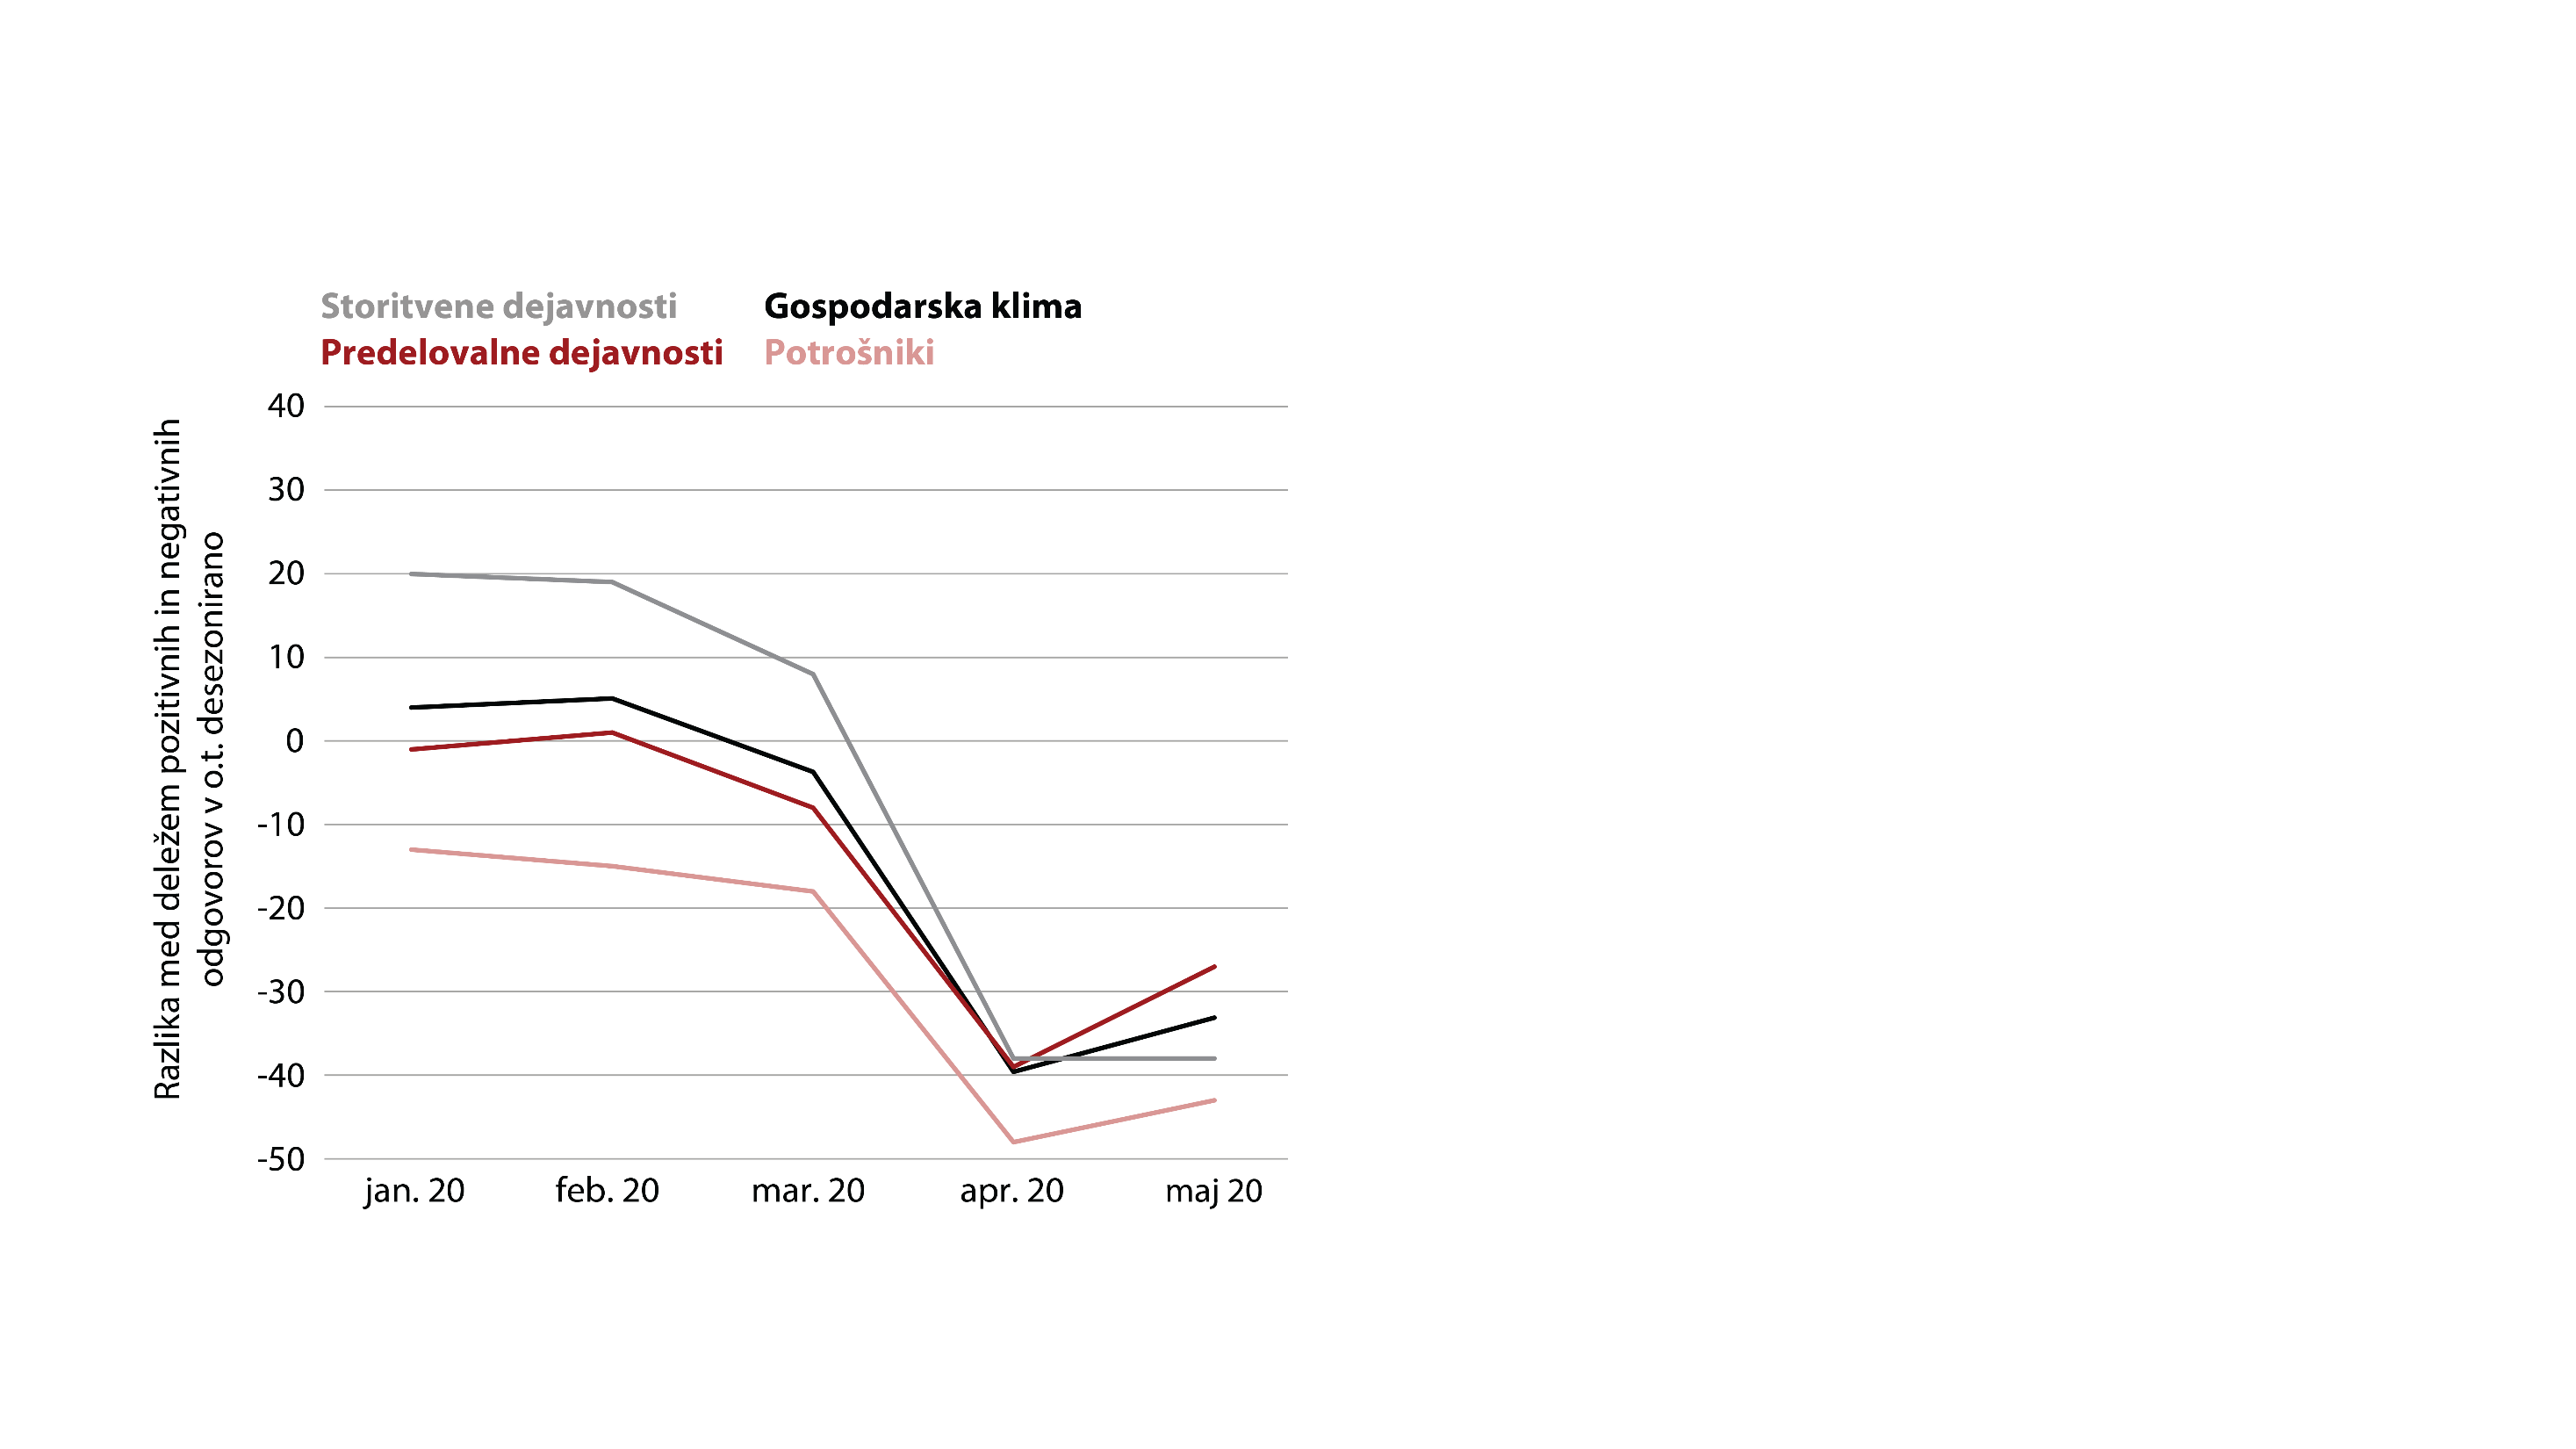 Storitvene dejavnosti
Gospodarska klima
Predelovalne dejavnosti
Potrošniki
Razlika med deležem pozitivnih in negativnih
odgovorov v o.t. desezonirano
40
30
20
10
0
-10
-20
-30
-40
-50
jan. 20
feb. 20
mar. 20
apr. 20
maj 20